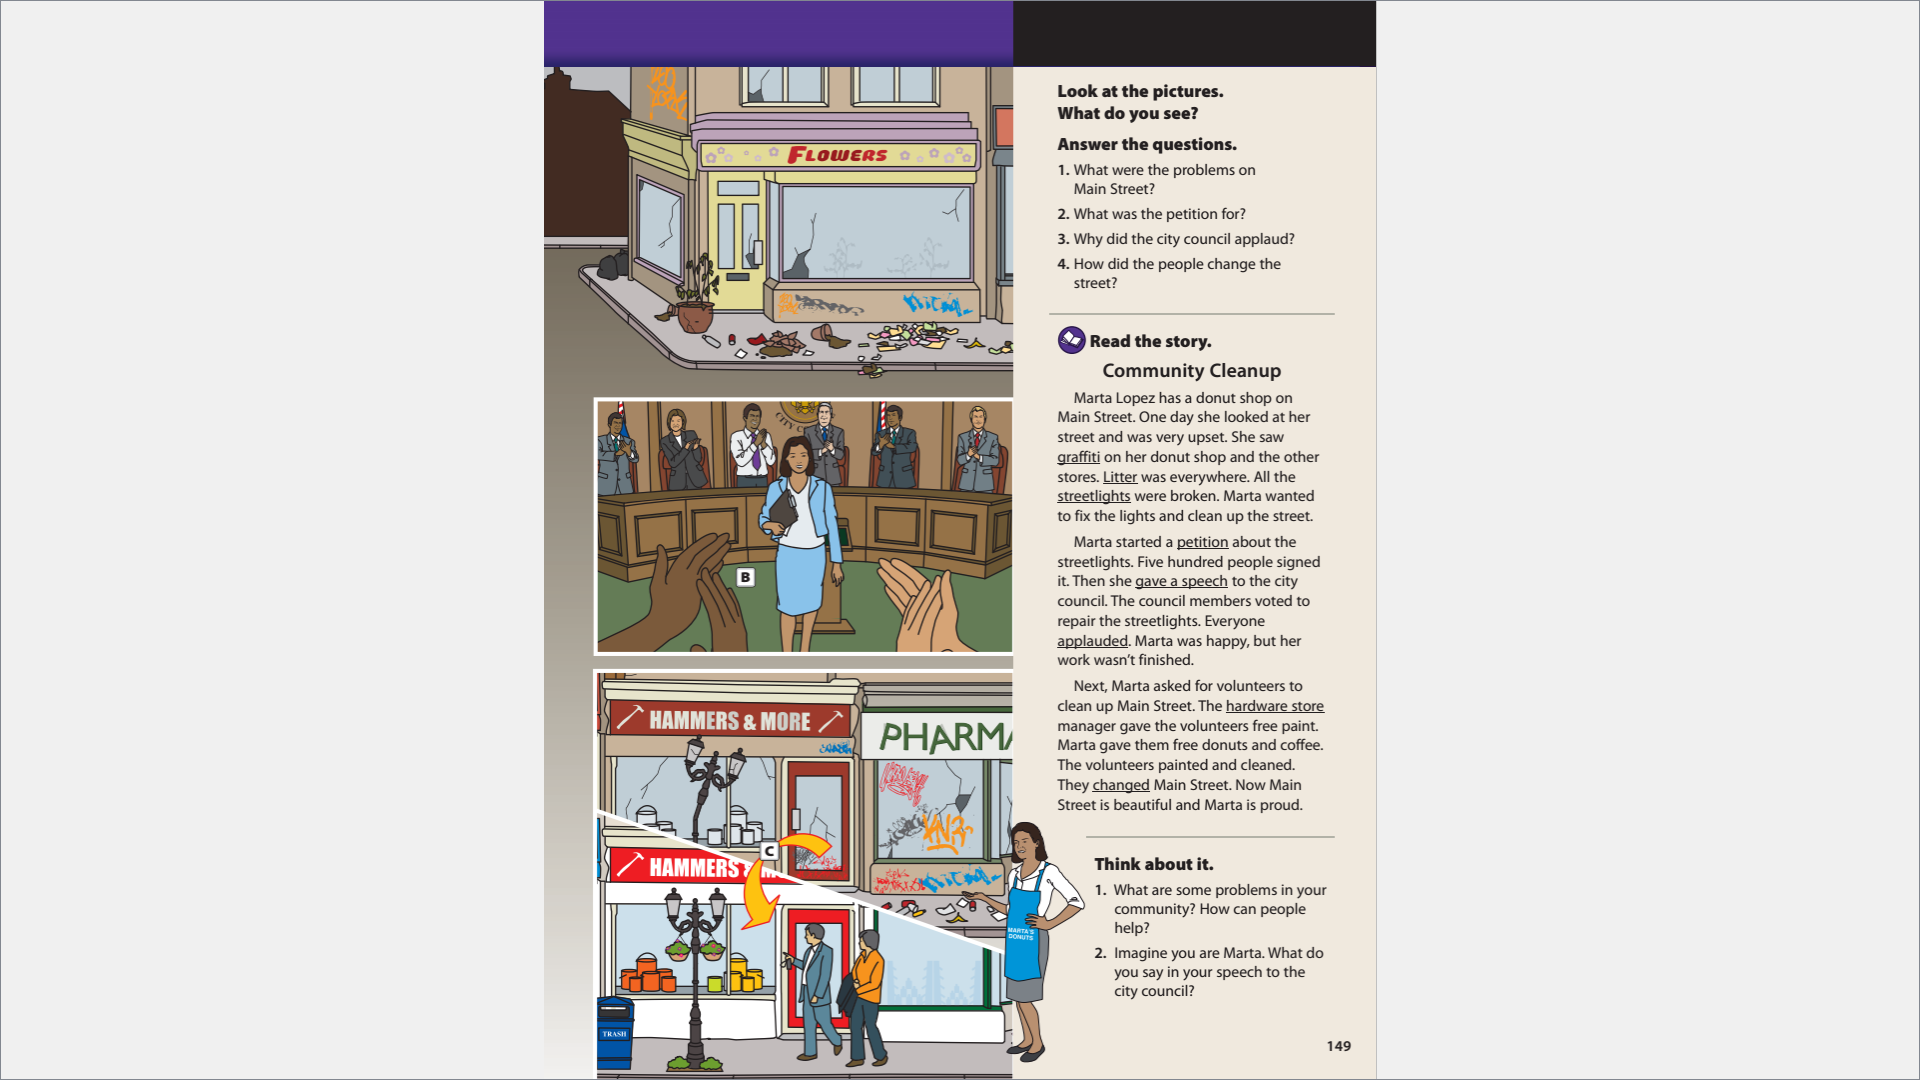 FLOWERS
CITY C
B
HAMMERS & MORE
PHARMA
C
HAMMERS & MO
TRASH
MARTA'S
DONUTS
Look at the pictures.
What do you see?
Answer the questions.
1. What were the problems on
Main Street?
2. What was the petition for?
3. Why did the city council applaud?
4. How did the people change the
street?
Read the story.
Community Cleanup
Marta Lopez has a donut shop on
Main Street. One day she looked at her
street and was very upset. She saw
graffiti on her donut shop and the other
stores. Litter was everywhere. All the
streetlights were broken. Marta wanted
to fix the lights and clean up the street.
Marta started a petition about the
streetlights. Five hundred people signed
it. Then she gave a speech to the city
council. The council members voted to
repair the streetlights. Everyone
applauded. Marta was happy, but her
work wasn’t finished.
Next, Marta asked for volunteers to
clean up Main Street. The hardware store
manager gave the volunteers free paint.
Marta gave them free donuts and coffee.
The volunteers painted and cleaned.
They changed Main Street. Now Main
Street is beautiful and Marta is proud.
Think about it.
1. What are some problems in your
community? How can people
help?
2. Imagine you are Marta. What do
you say in your speech to the
city council?
149